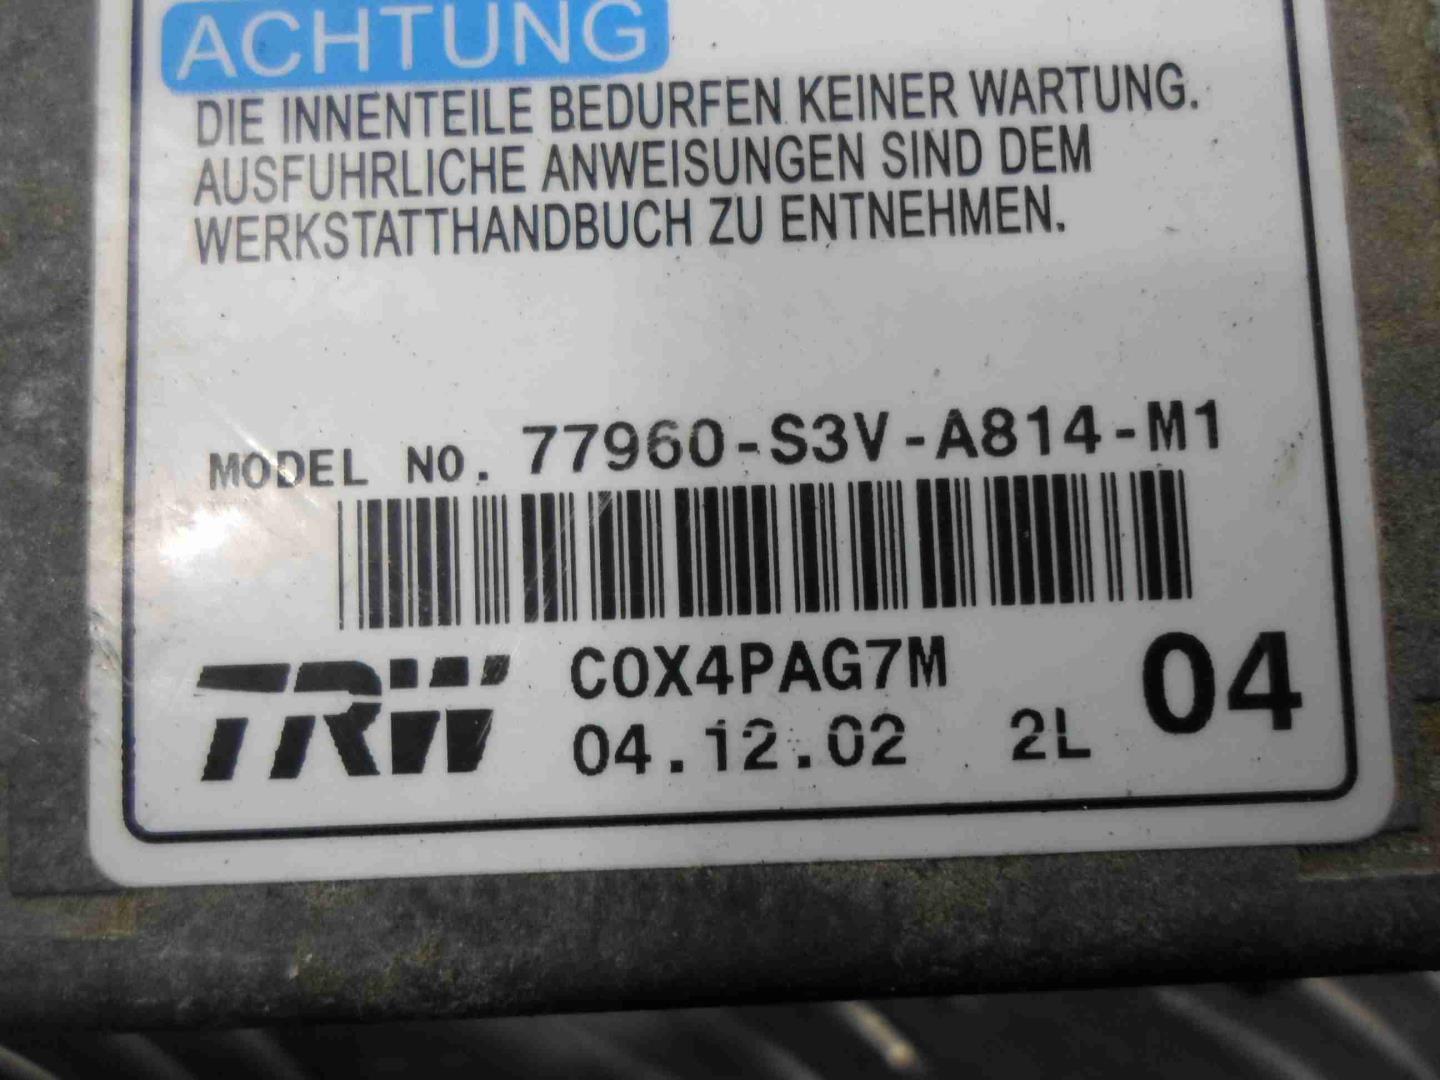 ACHTUNG
DIE INNENTEILE BEDURFEN KEINER WARTUNG.
AUSFUHRLICHE ANWEISUNGEN SIND DEM
WERKSTATTHANDBUCH ZU ENTNEHMEN.
MODEL NO. 77960-S3V-A814-M1
TRW COX4PAG7M 04
04.12.02 2L